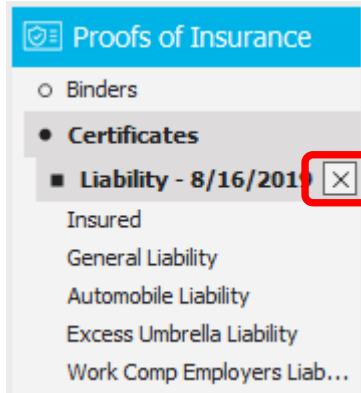 Proofs of Insurance
Binders
Certificates
Liability - 8/16/2019
Insured
General Liability
Automobile Liability
Excess Umbrella Liability
Work Comp Employers Liab...